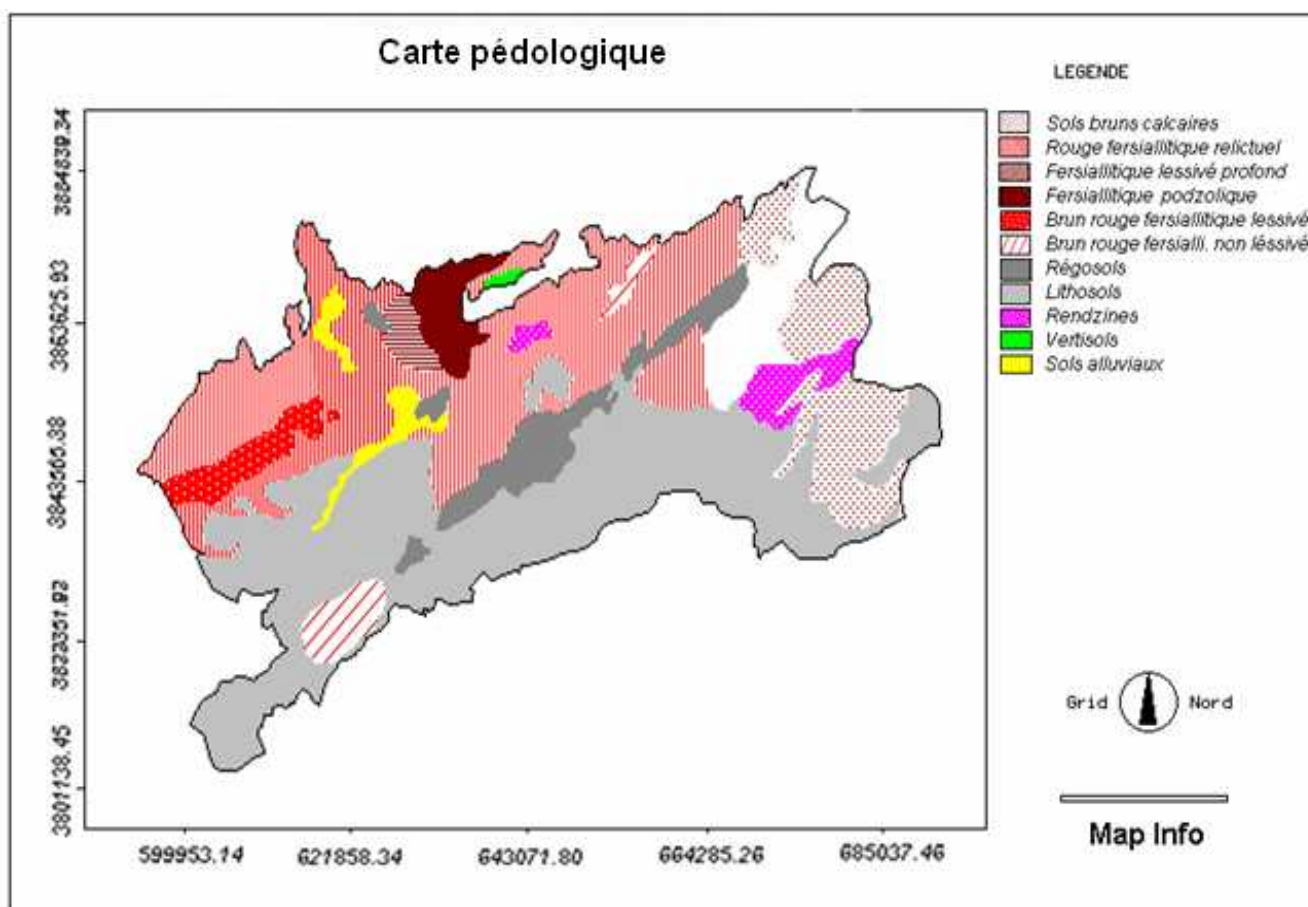 Carte pédologique
LEGENDE
Sols bruns calcaires
Rouge fersiallitique relictuel
Fersiallitique lessivé profond
Fersiallitique podzolique
Brun rouge fersiallitique lessivé
Brun rouge fersialli. non léssivé
Régosols
Lithosols
Rendzines
Vertisols
Sols alluviaux
3884839.34
3863625.93
3823351.92
3801138.45
Grid Nord
Map Info
599953.14 621858.34 643071.80 664285.26 685037.46